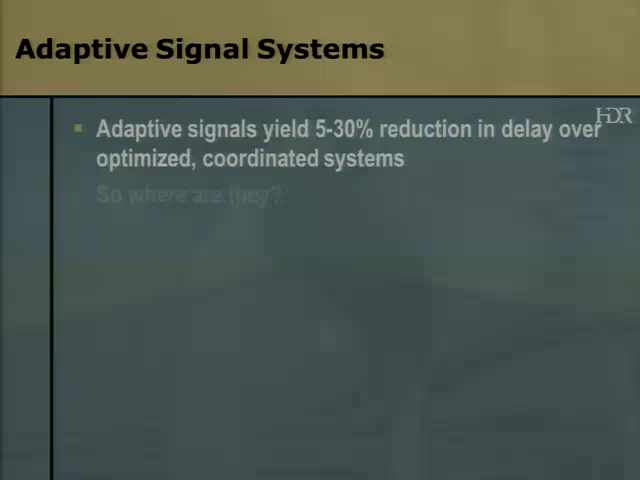 Adaptive Signal Systems
HDR
Adaptive signals yield 5-30% reduction in delay over
optimized, coordinated systems
So where are they?